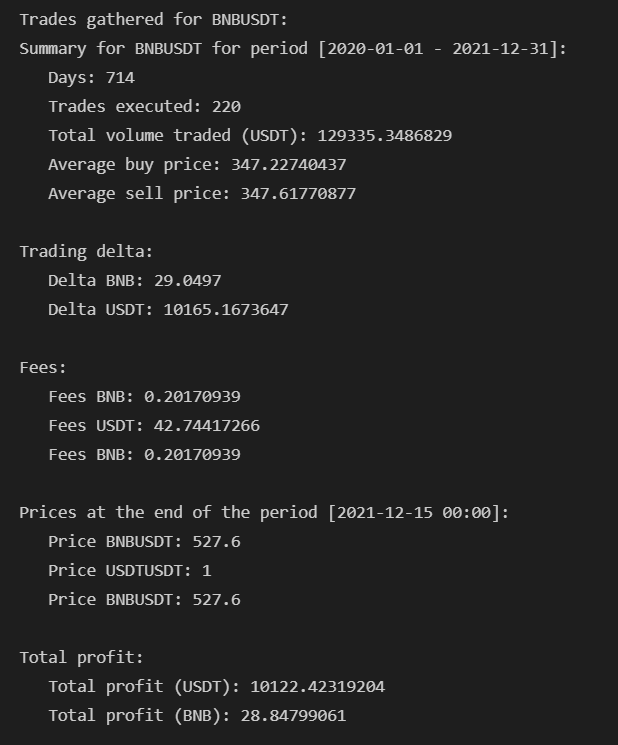 Trades gathered for BNBUSDT:
Summary for BNBUSDT for period [2020-01-01 - 2021-12-31]:
Days: 714
Trades executed: 220
Total volume traded (USDT): 129335.3486829
Average buy price: 347.22740437
Average sell price: 347.61770877
Trading delta:
Delta BNB: 29.0497
Delta USDT: 10165.1673647
Fees:
Fees BNB: 0.20170939
Fees USDT: 42.74417266
Fees BNB: 0.20170939
Prices at the end of the period [2021-12-15 00:00]:
Price BNBUSDT: 527.6
Price USDTUSDT: 1
Price BNBUSDT: 527.6
Total profit:
Total profit (USDT): 10122.42319204
Total profit (BNB): 28.84799061